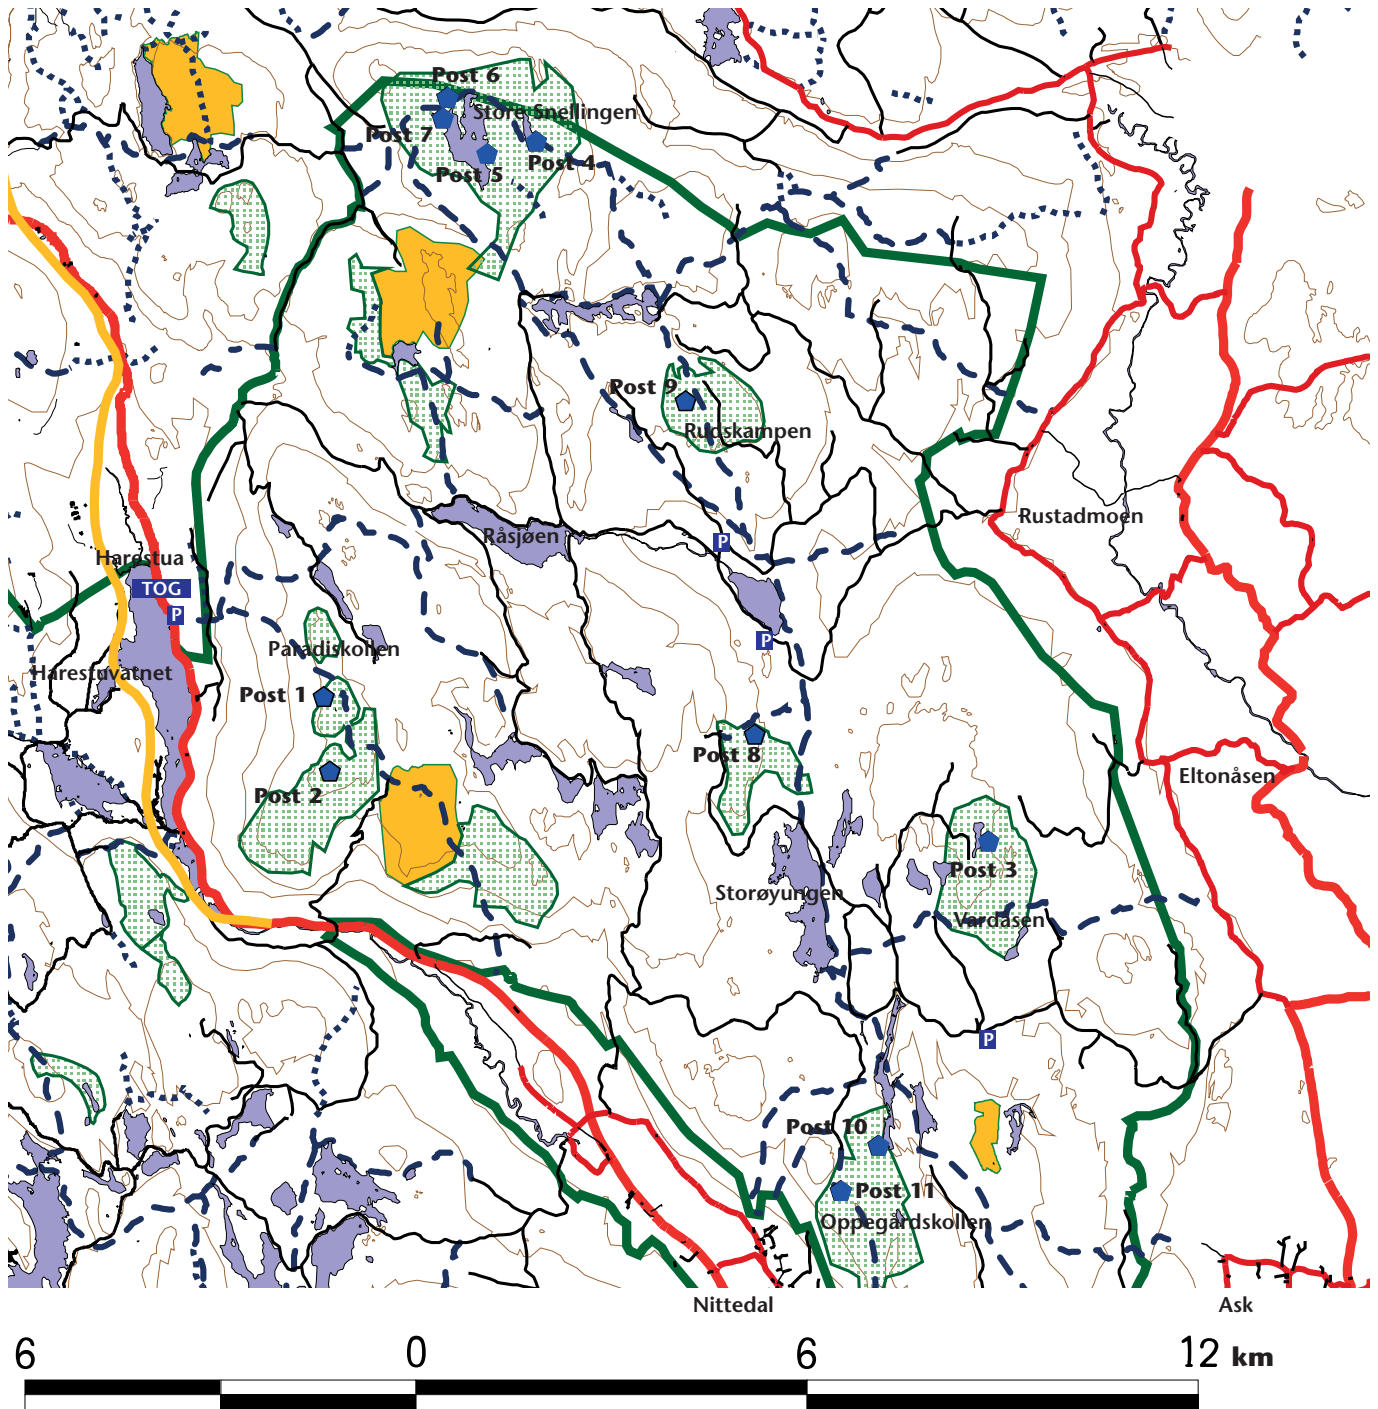 Post 6
Store Snellingen
Post 7
Post 4
Post 5
Post 9
Rudskampen
Råsjøen
Rustadmoen
P
Harestua
TOG
P
P
Paradiskollen
Harestuvatnet
Post 1
Post 8
Post 2
Eltonåsen
Post 3
Storøyungen
Vardåsen
P
Post 10
Post 11
Oppegårdskollen
Nittedal
Ask
6 0 6 12 km